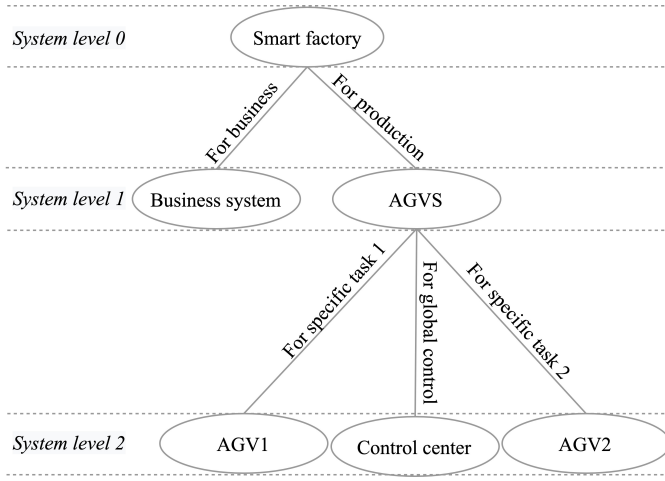 System level 0
Smart factory
For business
For production
System level 1
Business system
AGVS
For specific task 1
For global control
For specific task 2
System level 2
AGV1
Control center
AGV2